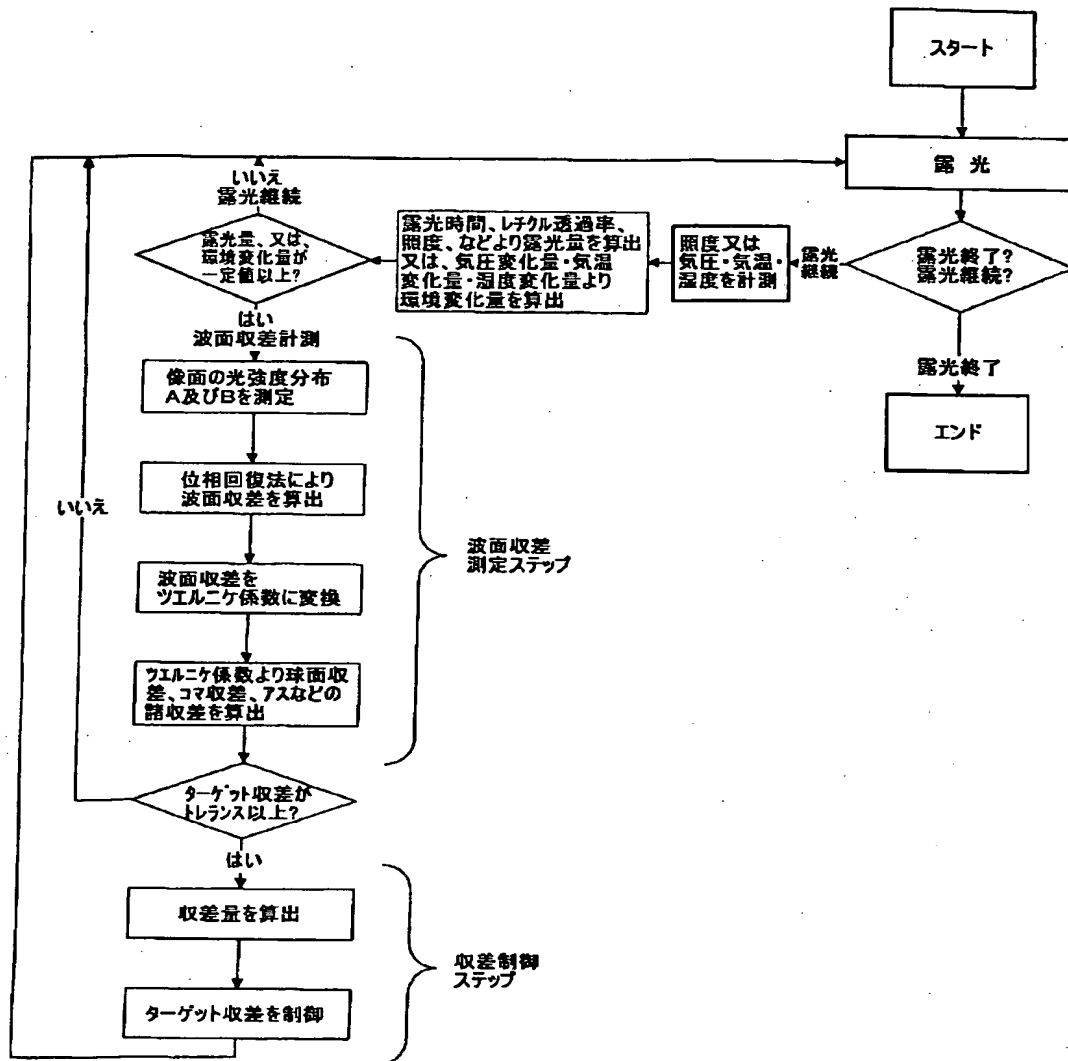 スタート
露 光
露光終了?
露光継続?
露光終了
エンド
露光
継続
照度又は
気圧・気温・
湿度を計測
露光時間、レチクル透過率、
照度、などより露光量を算出
又は、気圧変化量・気温
変化量・湿度変化量より
環境変化量を算出
露光量、又は、
環境変化量が
一定値以上?
いいえ
露光継続
はい
波面収差計測
像面の光強度分布
A及びBを測定
位相回復法により
波面収差を算出
波面収差を
ツエルニケ係数に変換
ツエルニケ係数より球面収
差、コマ収差、アスなどの
諸収差を算出
波面収差
測定ステップ
ターゲット収差が
トレランス以上?
いいえ
はい
収差量を算出
ターゲット収差を制御
収差制御
ステップ